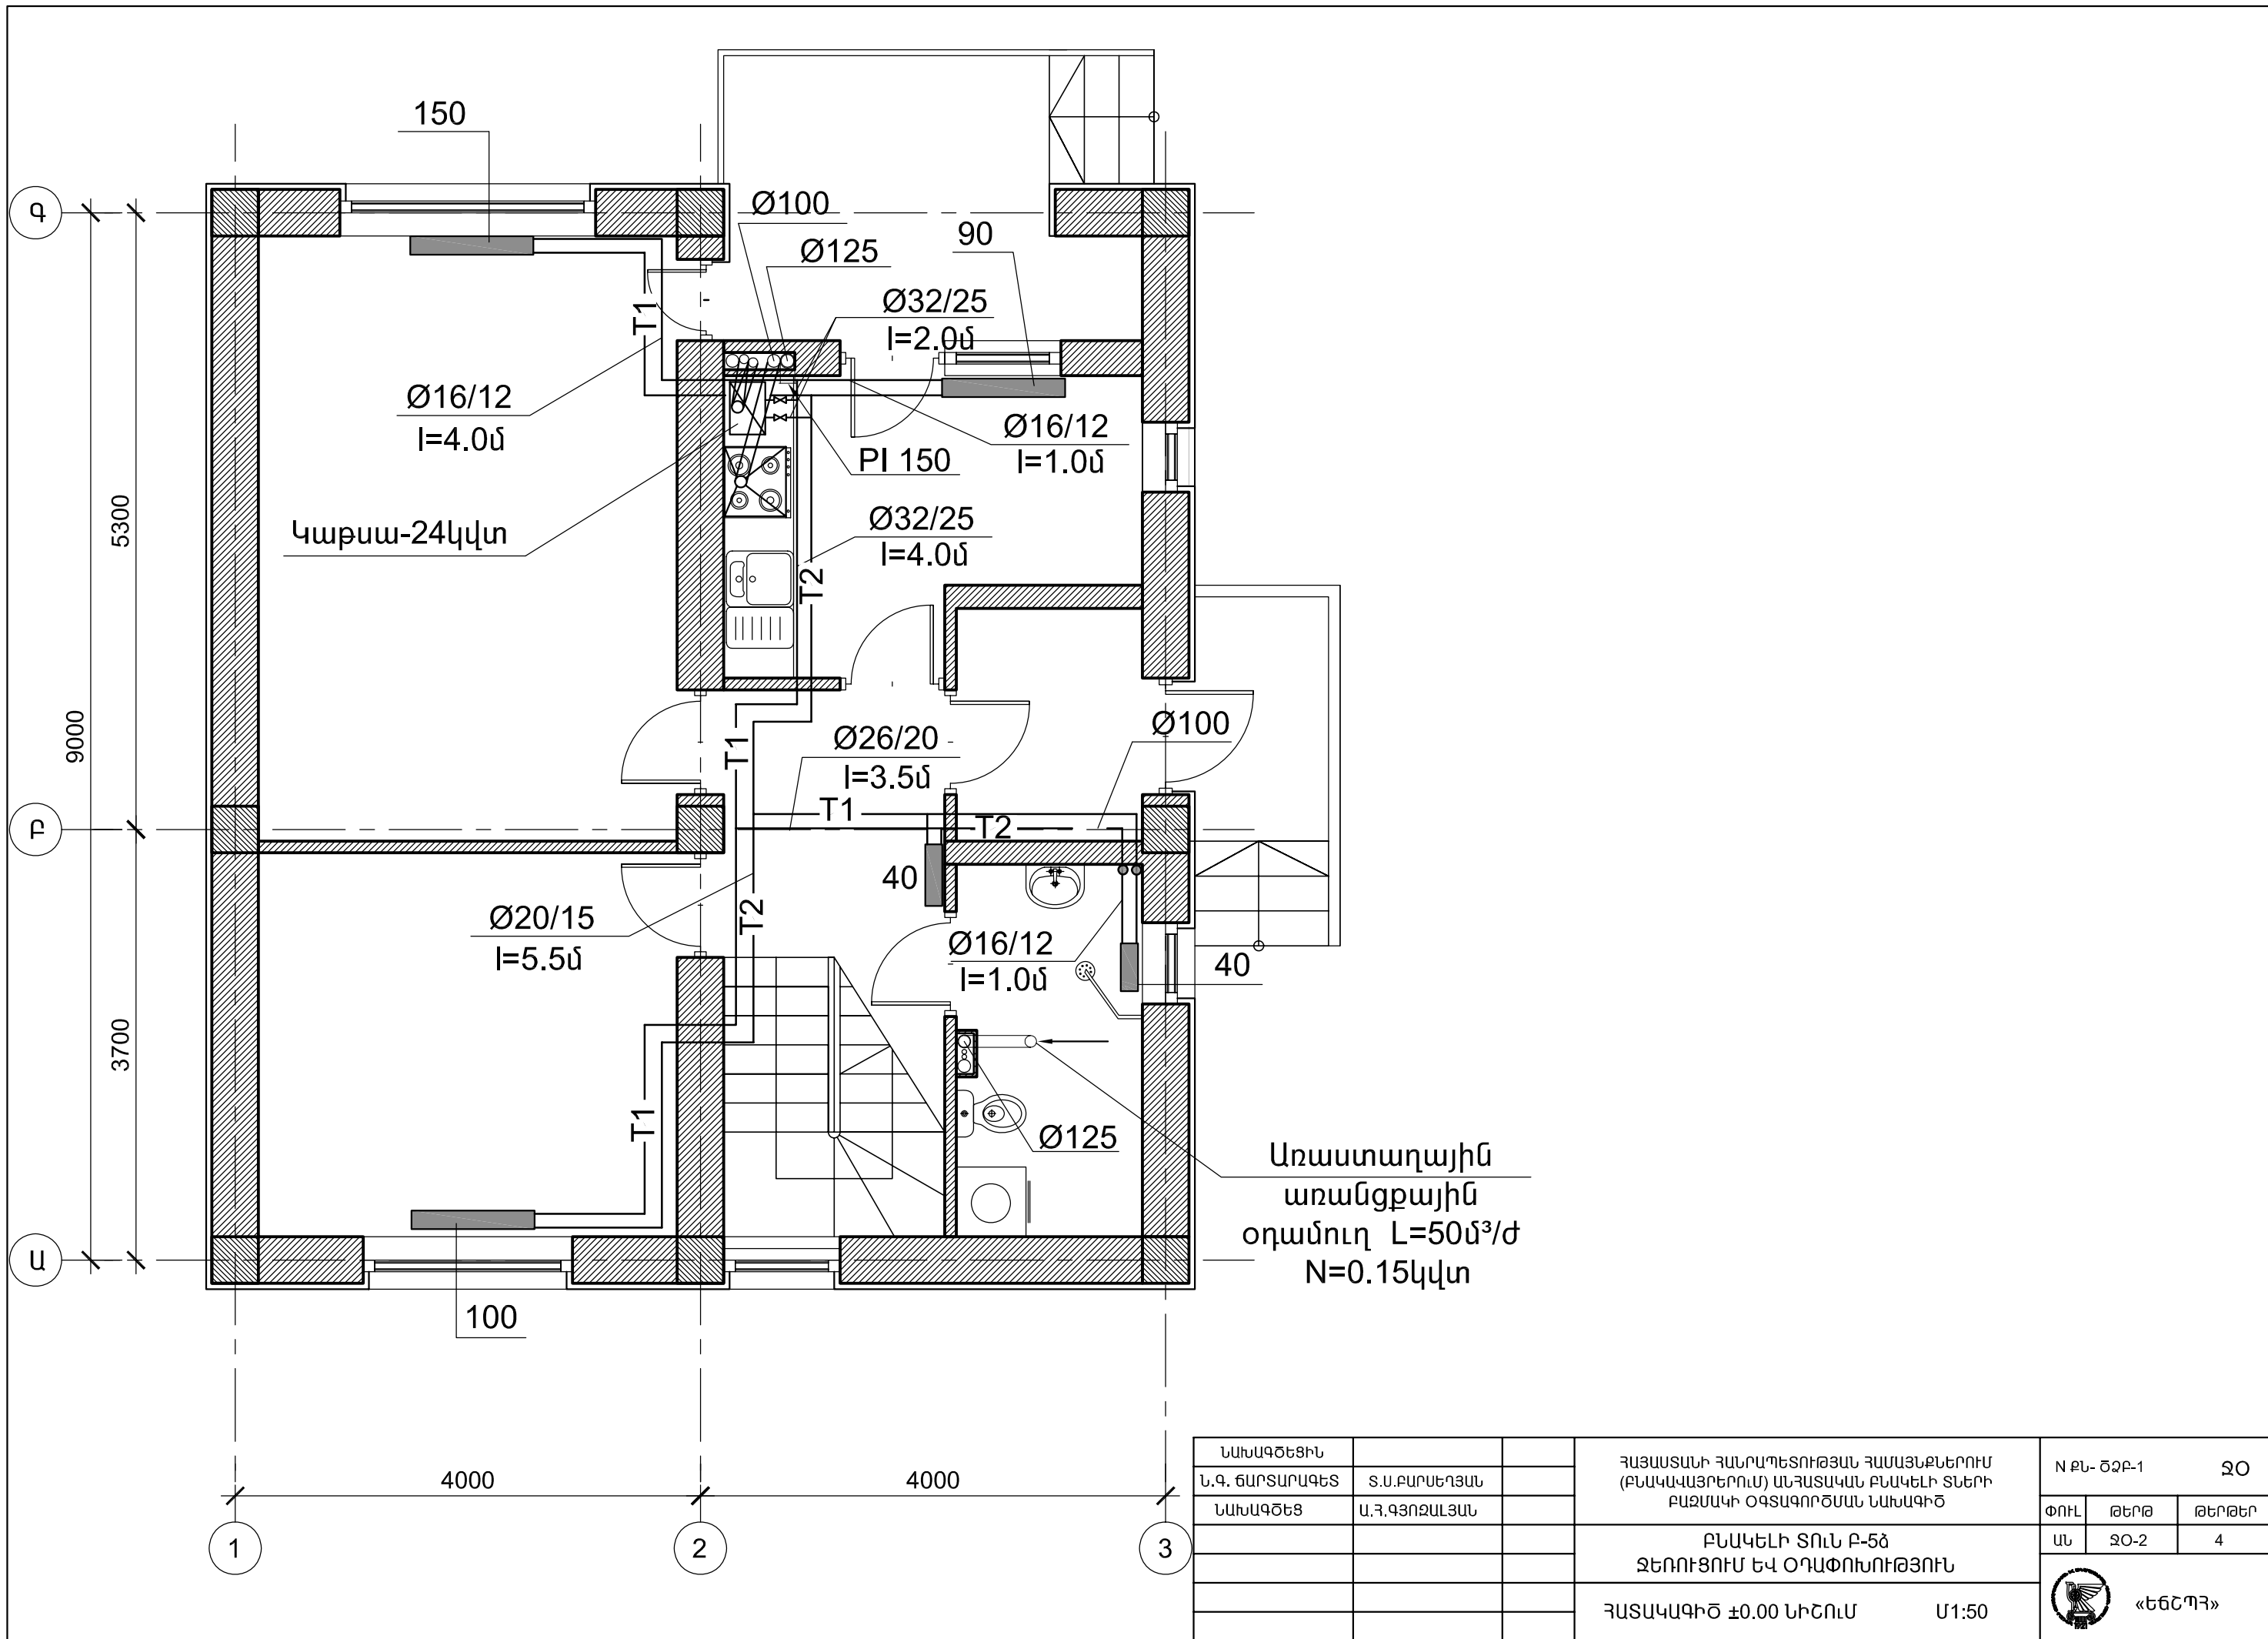 150
Գ
Ø100
Ø125
90
Ø32/25
l=2.0մ
T1
Ø16/12
l=4.0մ
Ø16/12
l=1.0մ
PI 150
5300
Կաթսա-24կվտ
Ø32/25
l=4.0մ
T2
9000
Ø100
T1
Ø26/20
l=3.5մ
T1
T2
Բ
40
Ø20/15
l=5.5մ
T2
Ø16/12
l=1.0մ
40
3700
T1
Ø125
Առաստաղային
առանցքային
օդամուղ L=50մ³/ժ
N=0.15կվտ
Ա
100
4000
4000
1
2
3
ՆԱԽԱԳԾԵՑԻՆ
Ն.Գ. ՃԱՐՏԱՐԱԳԵՏ
Տ.Ս.ԲԱՐՍԵՂՅԱՆ
ՆԱԽԱԳԾԵՑ
Ա.Հ.ԳՅՈԶԱԼՅԱՆ
ՀԱՅԱՍՏԱՆԻ ՀԱՆՐԱՊԵՏՈՒԹՅԱՆ ՀԱՄԱՅՆՔՆԵՐՈՒՄ
(ԲՆԱԿԱՎԱՅՐԵՐՈւՄ) ԱՆՀԱՏԱԿԱՆ ԲՆԱԿԵԼԻ ՏՆԵՐԻ
ԲԱԶՄԱԿԻ ՕԳՏԱԳՈՐԾՄԱՆ ՆԱԽԱԳԻԾ
ԲՆԱԿԵԼԻ ՏՈւՆ Բ-5ձ
ՋԵՌՈՒՑՈՒՄ ԵՎ ՕԴԱՓՈԽՈՒԹՅՈՒՆ
ՀԱՏԱԿԱԳԻԾ ±0.00 ՆԻՇՈւՄ Մ1:50
N ՔՆ- ԾՁԲ-1 ՋՕ
ՓՈՒԼ ԹԵՐԹ ԹԵՐԹԵՐ
ԱՆ ՋՕ-2 4
«ԵՃՇՊՀ»